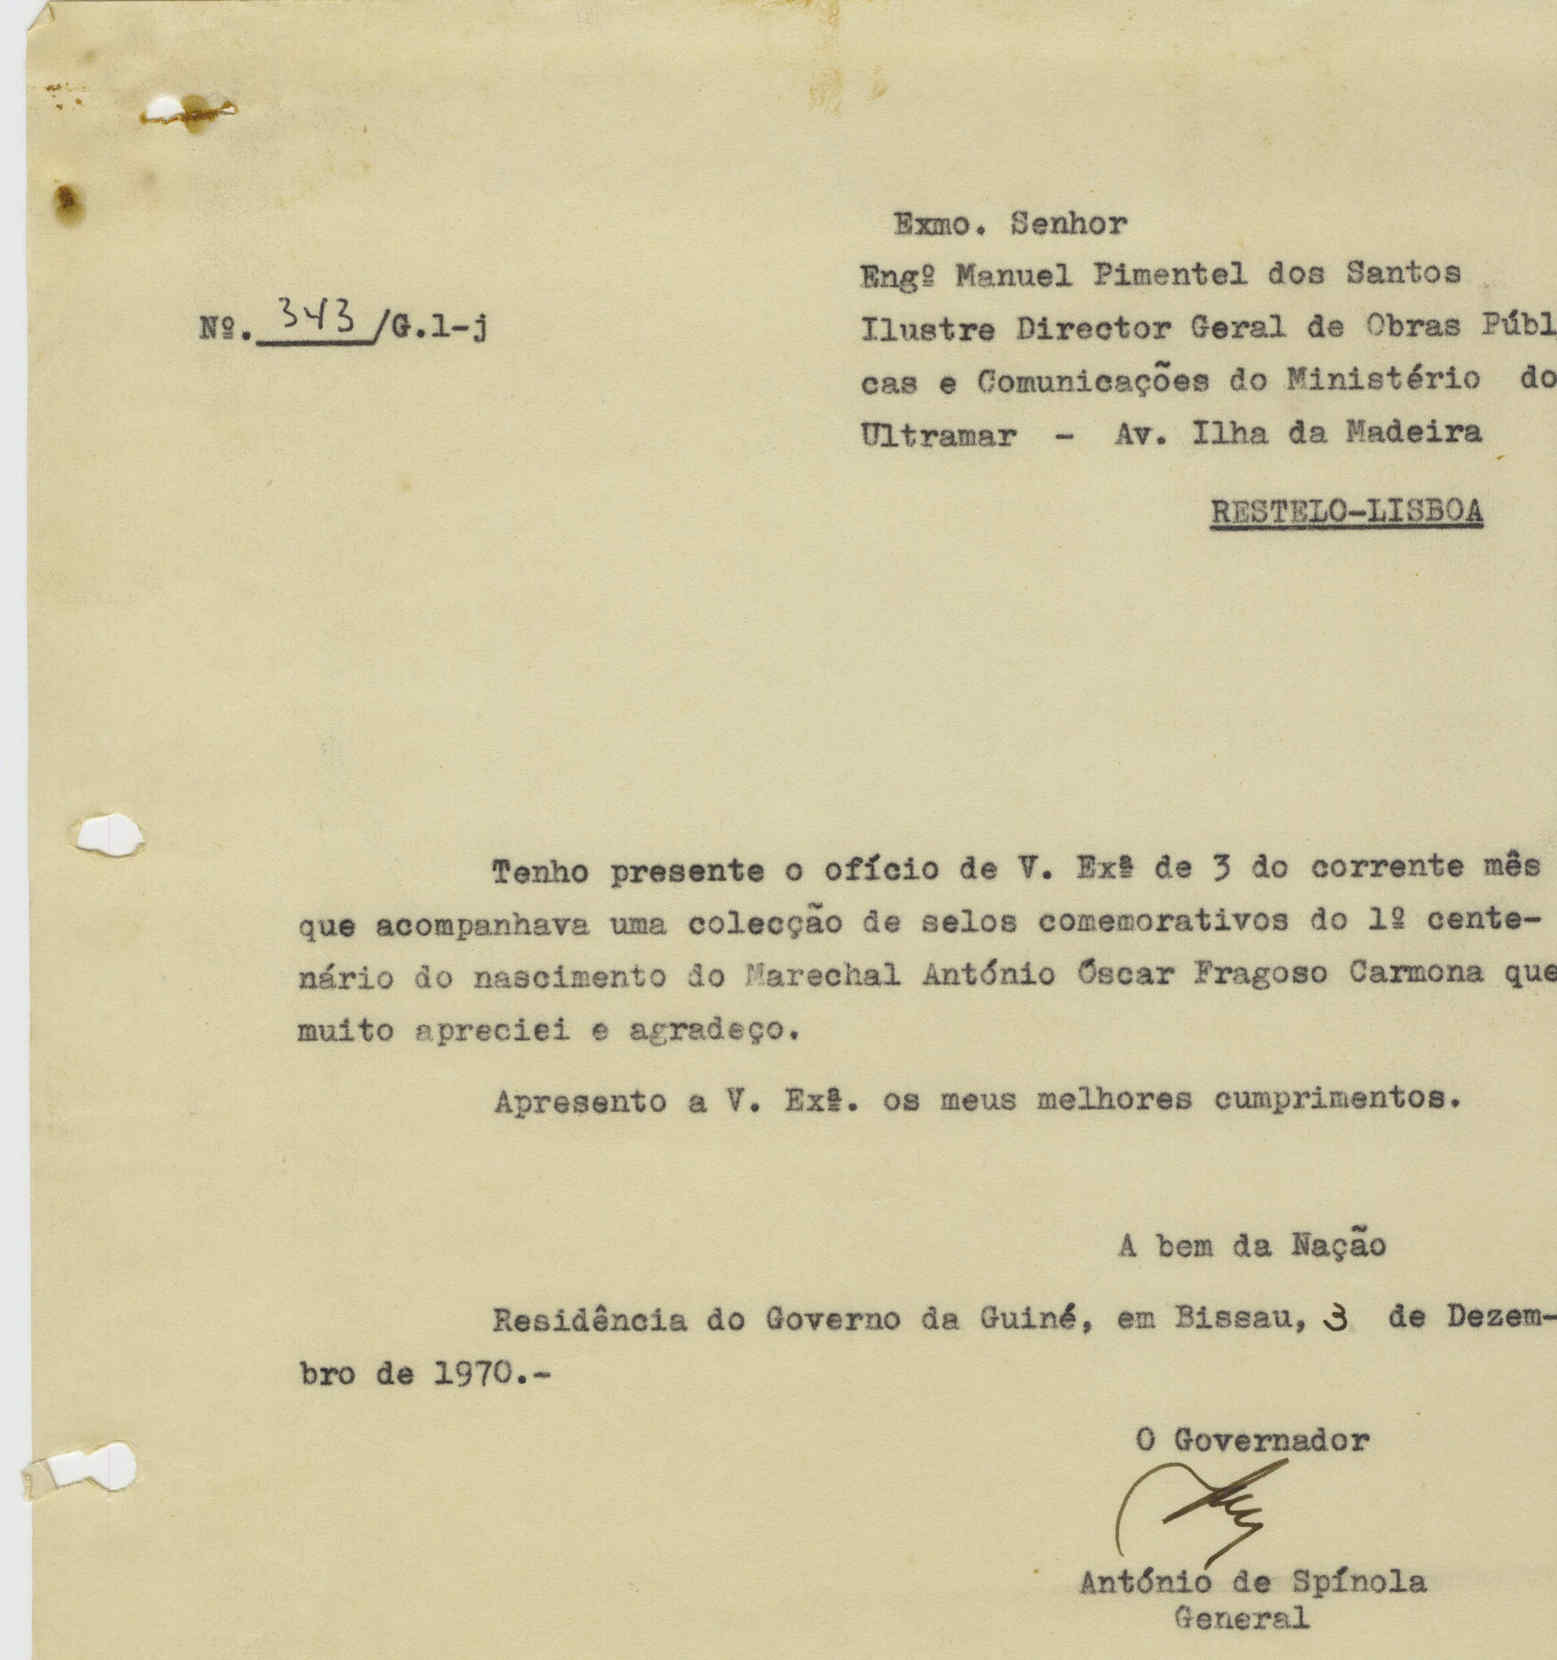 Exmo. Senhor
Engº Manuel Pimentel dos Santos
Nº. 343/G.1-j
Ilustre Director Geral de Obras Públi
cas e Comunicações do Ministério do
Ultramar - Av. Ilha da Madeira
RESTELO-LISBOA
Tenho presente o ofício de V. Exª de 3 do corrente mês
que acompanhava uma colecção de selos comemorativos do 1º cente-
nário do nascimento do Marechal António Óscar Fragoso Carmona que
muito apreciei e agradeço.
Apresento a V. Exª. os meus melhores cumprimentos.
A bem da Nação
Residência do Governo da Guiné, em Bissau, 3 de Dezem-
bro de 1970.-
O Governador
António de Spínola
General